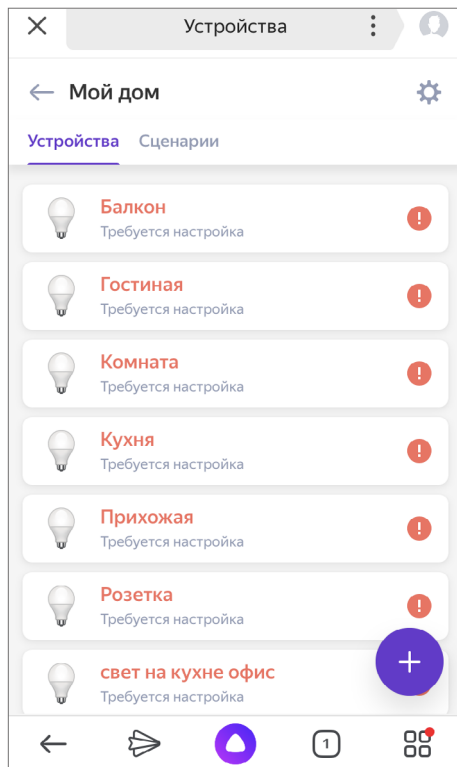 Устройства
Мой дом
Устройства Сценарии
Балкон
Требуется настройка
!
Гостиная
Требуется настройка
!
Комната
Требуется настройка
!
Кухня
Требуется настройка
!
Прихожая
Требуется настройка
!
Розетка
Требуется настройка
!
свет на кухне офис
Требуется настройка
1